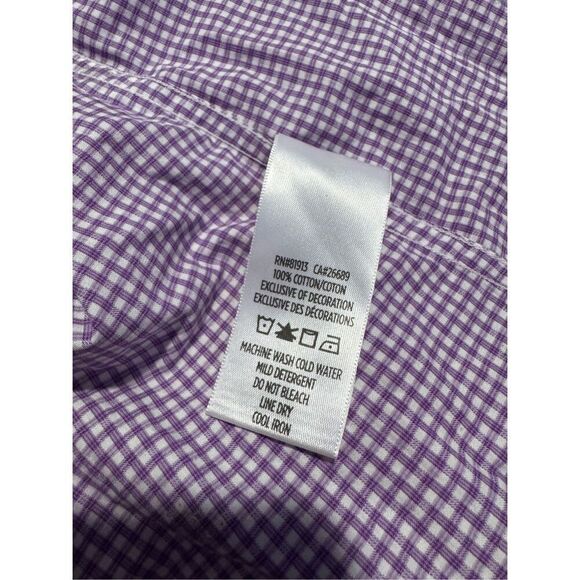 RN#81913 CA#26689
100% COTTON/COTON
EXCLUSIVE OF DECORATION
EXCLUSIVE DES DÉCORATIONS
MACHINE WASH COLD WATER
MILD DETERGENT
DO NOT BLEACH
LINE DRY
COOL IRON